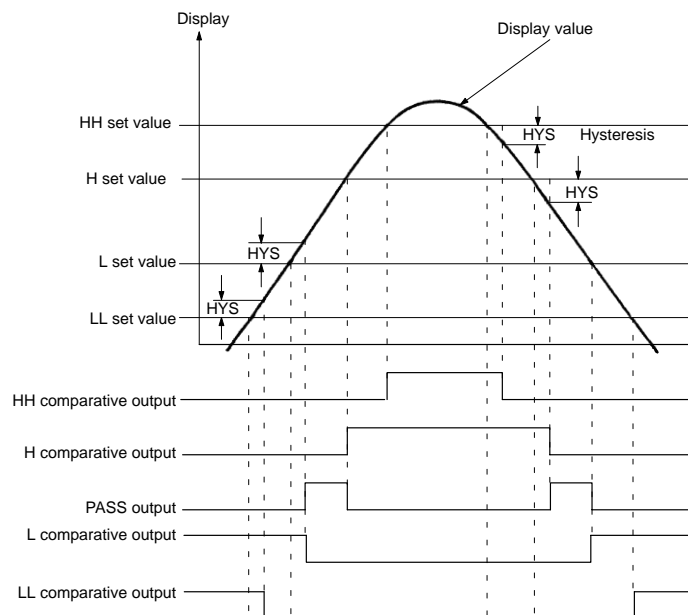 Display
Display value
HH set value
HYS
Hysteresis
H set value
HYS
HYS
L set value
HYS
LL set value
HH comparative output
H comparative output
PASS output
L comparative output
LL comparative output